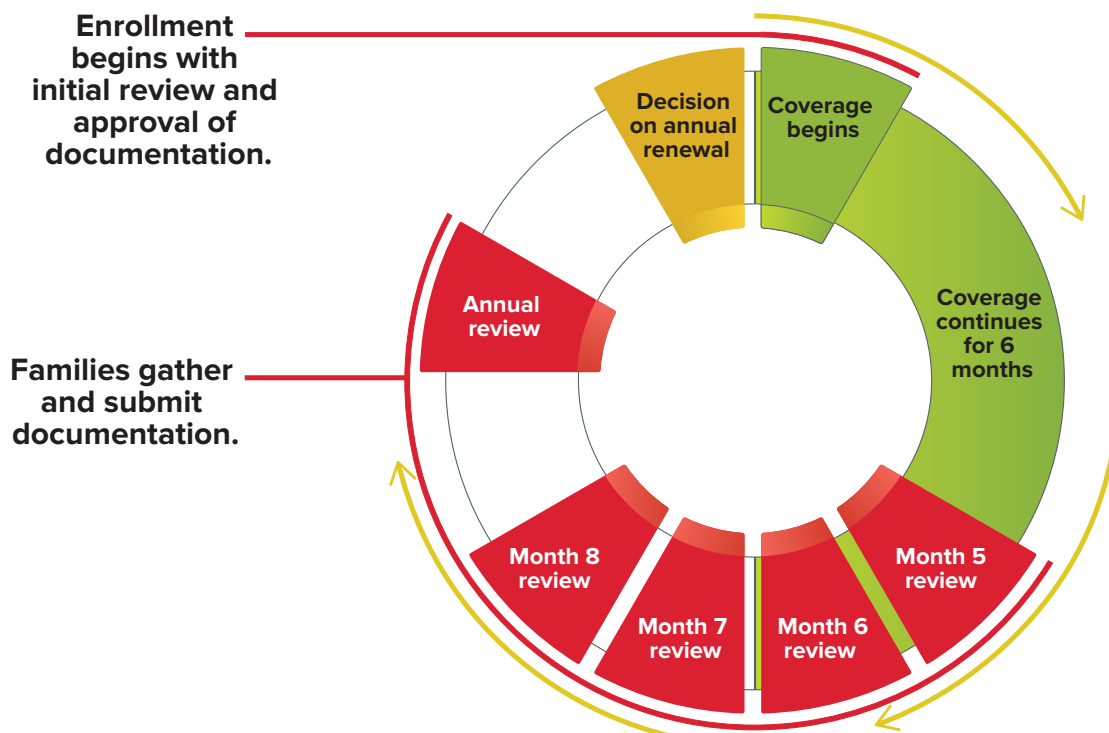 Enrollment
begins with
initial review and
approval of
documentation.
Decision
on annual
renewal
Coverage
begins
Coverage
continues
for 6
months
Month 5
review
Month 6
review
Month 7
review
Month 8
review
Annual
review
Families gather
and submit
documentation.